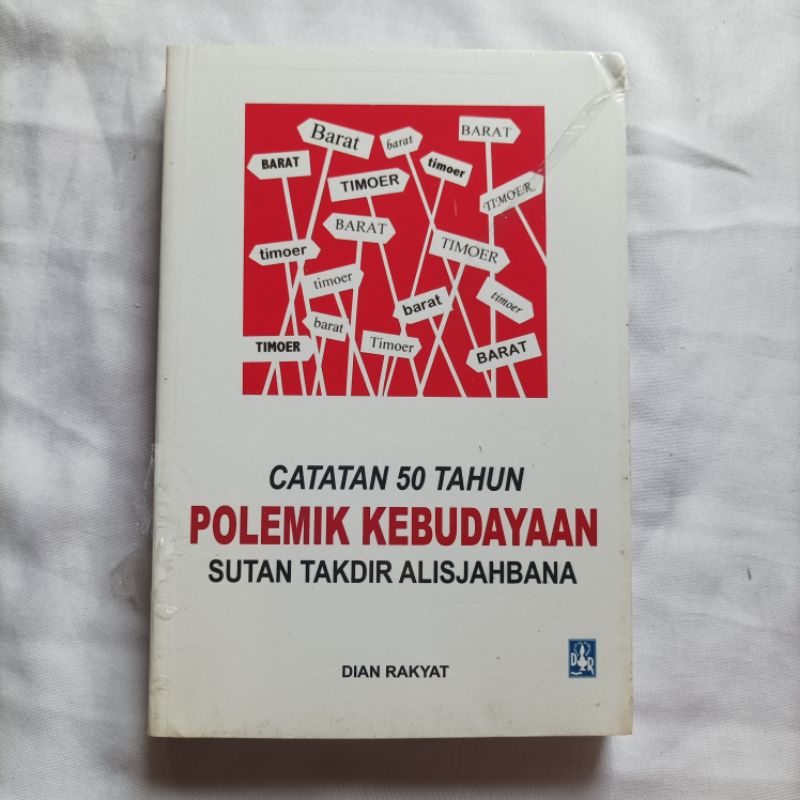 Barat
barat
BARAT
BARAT
timoer
TIMOER
TIMOER
BARAT
timoer
TIMOER
timoer
barat
timoer
barat
Timoer
TIMOER
BARAT
CATATAN 50 TAHUN
POLEMIK KEBUDAYAAN
SUTAN TAKDIR ALISJAHBANA
DIAN RAKYAT
D R